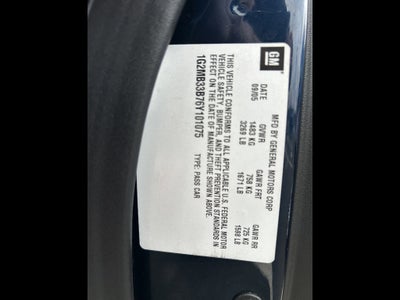 GM
MFD BY GENERAL MOTORS CORP
DATE GVWR GAWR FRT GAWR RR
09/05 1483 KG 758 KG 725 KG
3269 LB 1671 LB 1598 LB
THIS VEHICLE CONFORMS TO ALL APPLICABLE U.S. FEDERAL MOTOR
VEHICLE SAFETY, BUMPER, AND THEFT PREVENTION STANDARDS IN
EFFECT ON THE DATE OF MANUFACTURE SHOWN ABOVE.
1G2MB33B76Y101075 TYPE: PASS CAR